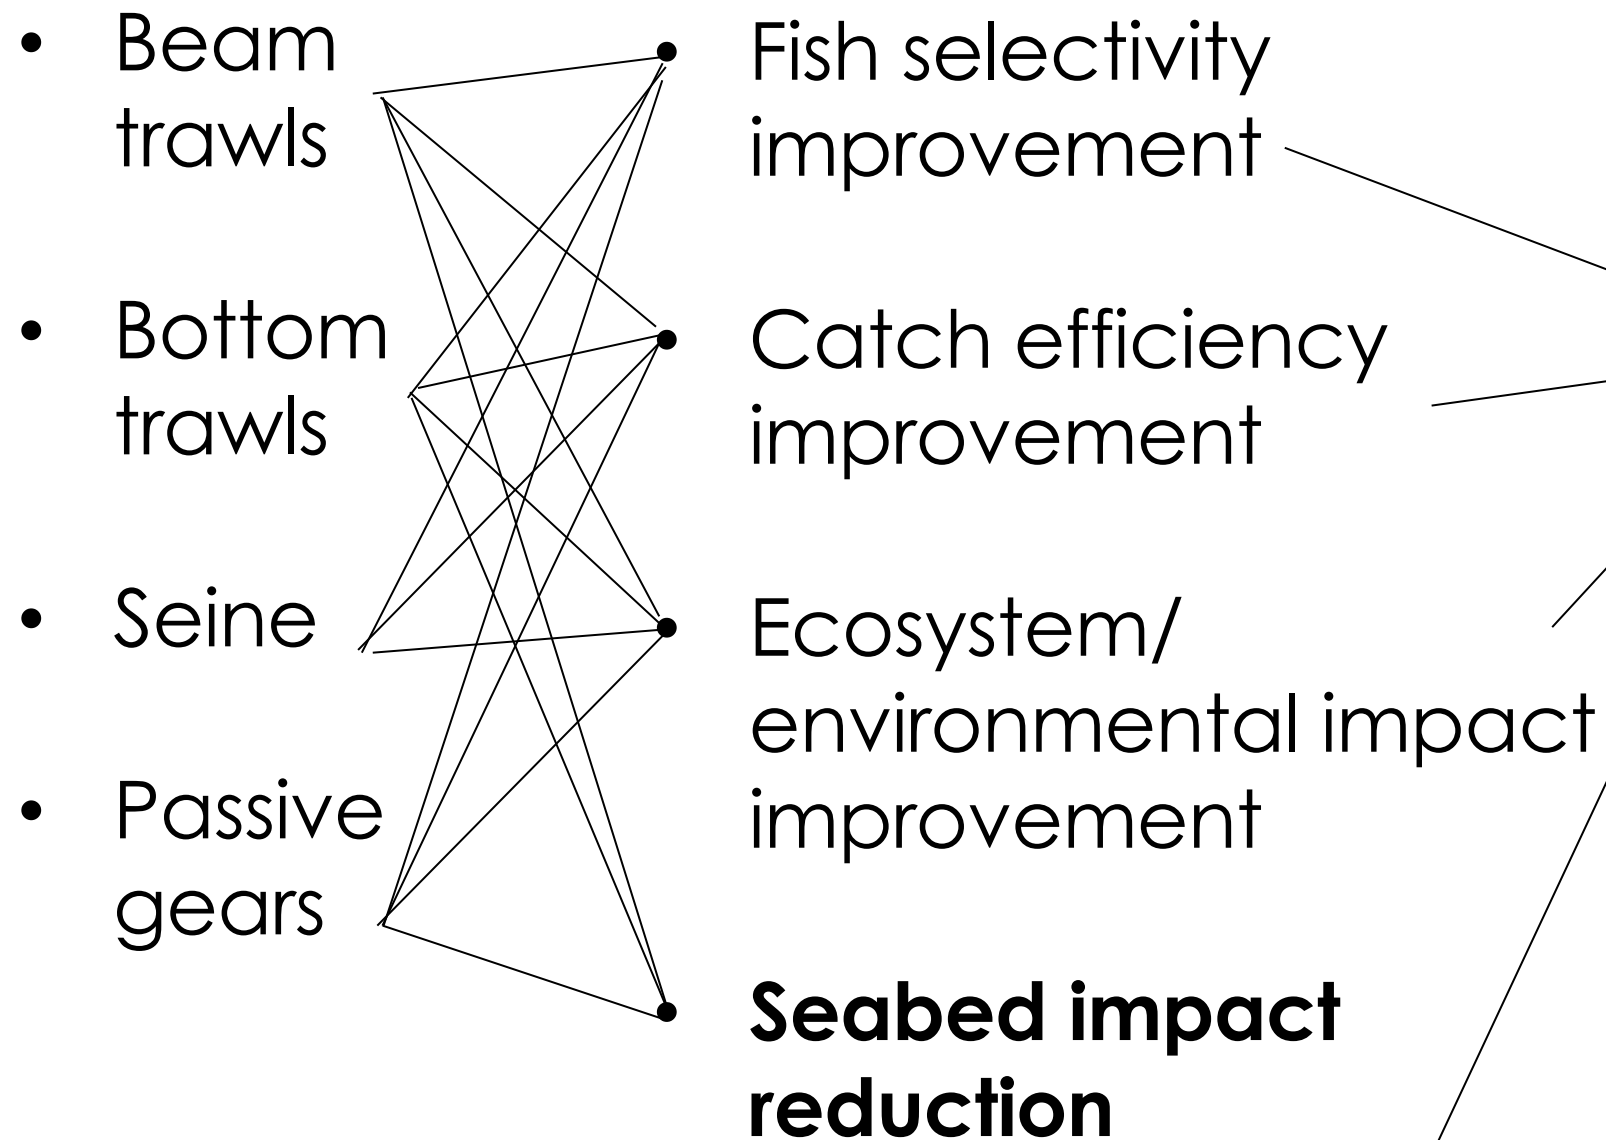 • Beam
trawls
• Bottom
trawls
• Seine
• Passive
gears
• Fish selectivity
improvement
• Catch efficiency
improvement
• Ecosystem/
environmental impact
improvement
• Seabed impact
reduction